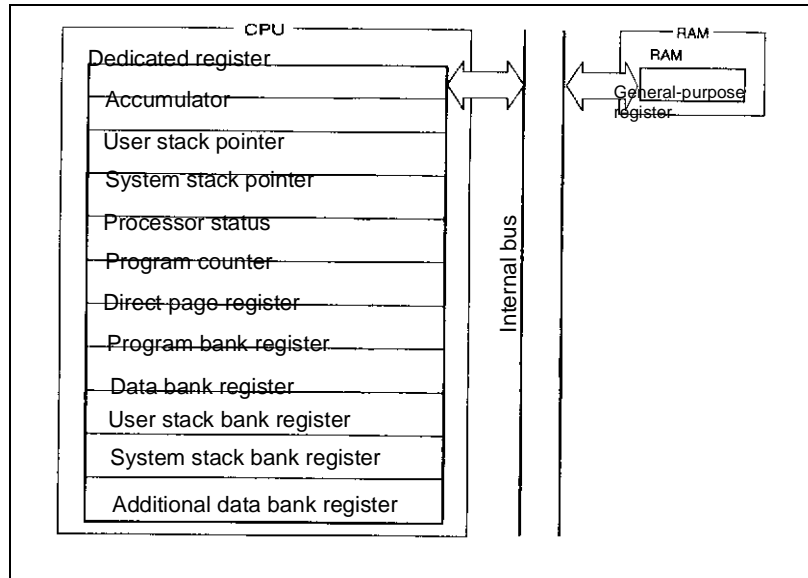 CPU
Dedicated register
Accumulator
User stack pointer
System stack pointer
Processor status
Program counter
Direct page register
Program bank register
Data bank register
User stack bank register
System stack bank register
Additional data bank register
Internal bus
RAM
RAM
General-purpose
register